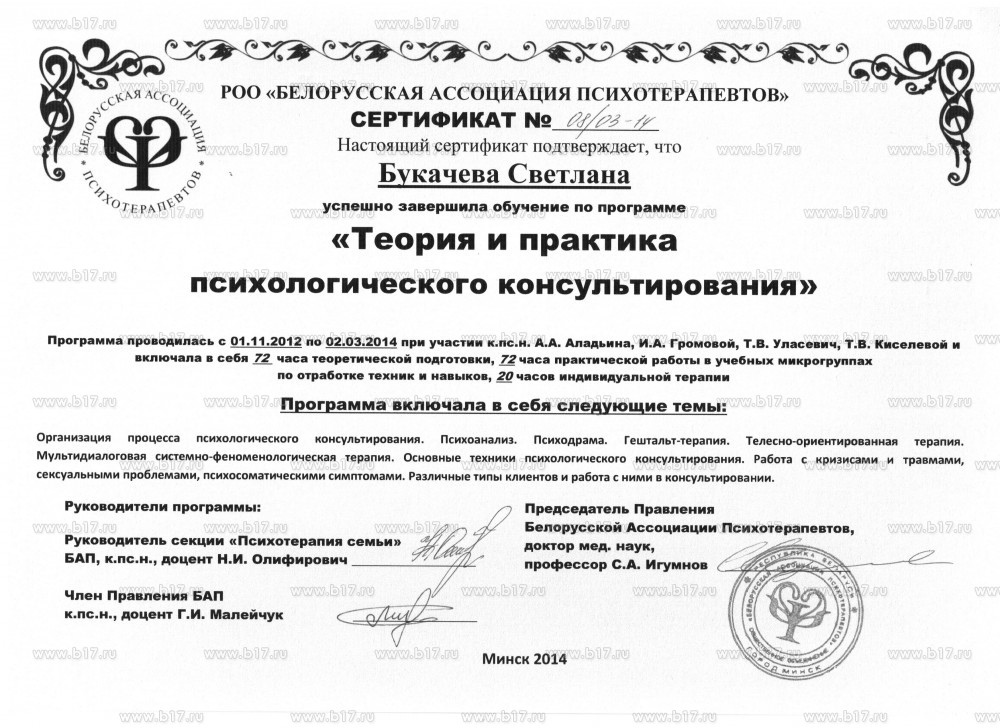 РОО «БЕЛОРУССКАЯ АССОЦИАЦИЯ ПСИХОТЕРАПЕВТОВ»
СЕРТИФИКАТ № 08/03-14
Настоящий сертификат подтверждает, что
Букачева Светлана
успешно завершила обучение по программе
«Теория и практика
психологического консультирования»
Программа проводилась с 01.11.2012 по 02.03.2014 при участии к.пс.н. А.А. Аладьина, И.А. Громовой, Т.В. Уласевич, Т.В. Киселевой и
включала в себя 72 часа теоретической подготовки, 72 часа практической работы в учебных микрогруппах
по отработке техник и навыков, 20 часов индивидуальной терапии
Программа включала в себя следующие темы:
Организация процесса психологического консультирования. Психоанализ. Психодрама. Гештальт-терапия. Телесно-ориентированная терапия.
Мультидиалоговая системно-феноменологическая терапия. Основные техники психологического консультирования. Работа с кризисами и травмами,
сексуальными проблемами, психосоматическими симптомами. Различные типы клиентов и работа с ними в консультировании.
Руководители программы:
Руководитель секции «Психотерапия семьи»
БАП, к.пс.н., доцент Н.И. Олифирович
Член Правления БАП
к.пс.н., доцент Г.И. Малейчук
Председатель Правления
Белорусской Ассоциации Психотерапевтов,
доктор мед. наук,
профессор С.А. Игумнов
Минск 2014
БЕЛОРУССКАЯ АССОЦИАЦИЯ
ПСИХОТЕРАПЕВТОВ
РЕСПУБЛИКА БЕЛАРУСЬ
ГОРОД МИНСК
«БЕЛОРУССКАЯ АССОЦИАЦИЯ ПСИХОТЕРАПЕВТОВ»
ОБЩЕСТВЕННОЕ ОБЪЕДИНЕНИЕ
www.b17.ru